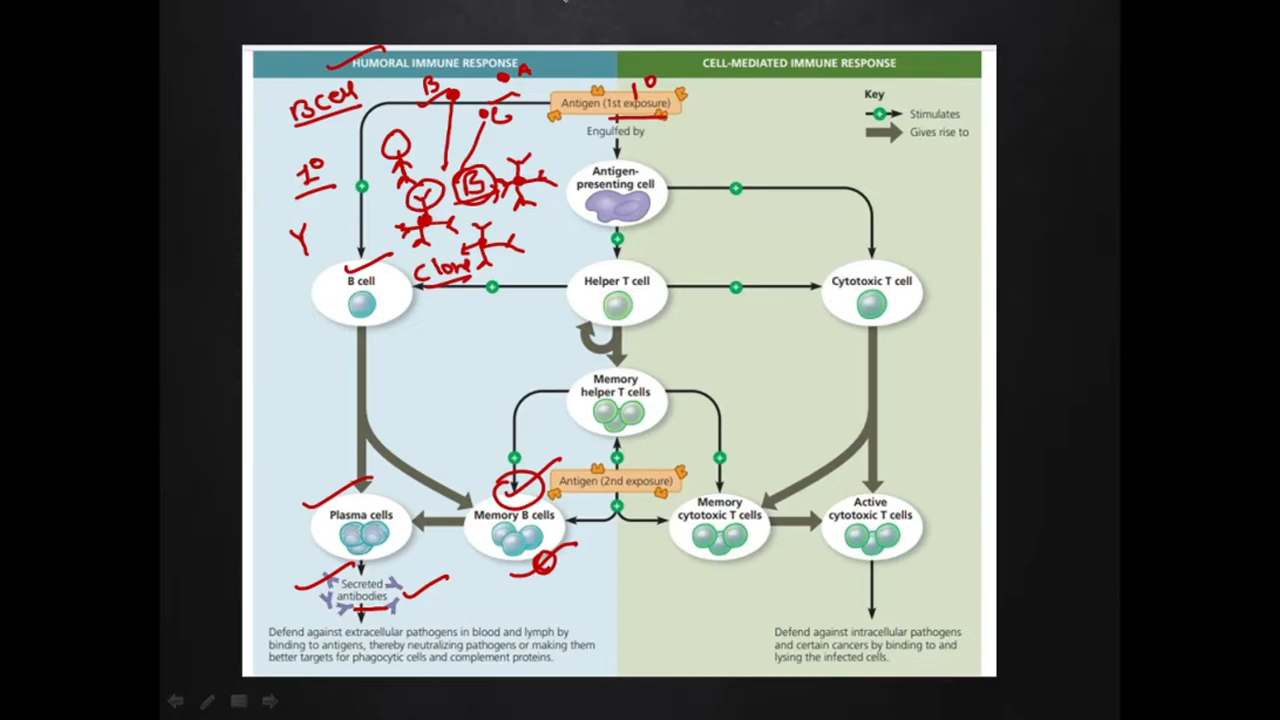 HUMORAL IMMUNE RESPONSE
CELL-MEDIATED IMMUNE RESPONSE
B Cell
B
A
C
1°
Antigen (1st exposure)
Key
Stimulates
Gives rise to
Engulfed by
1°
Y
B
Antigen-
presenting cell
Y
Clone
B cell
Helper T cell
Cytotoxic T cell
Memory
helper T cells
Antigen (2nd exposure)
Plasma cells
Memory B cells
Memory
cytotoxic T cells
Active
cytotoxic T cells
Secreted
antibodies
Defend against extracellular pathogens in blood and lymph by
binding to antigens, thereby neutralizing pathogens or making them
better targets for phagocytic cells and complement proteins.
Defend against intracellular pathogens
and certain cancers by binding to and
lysing the infected cells.